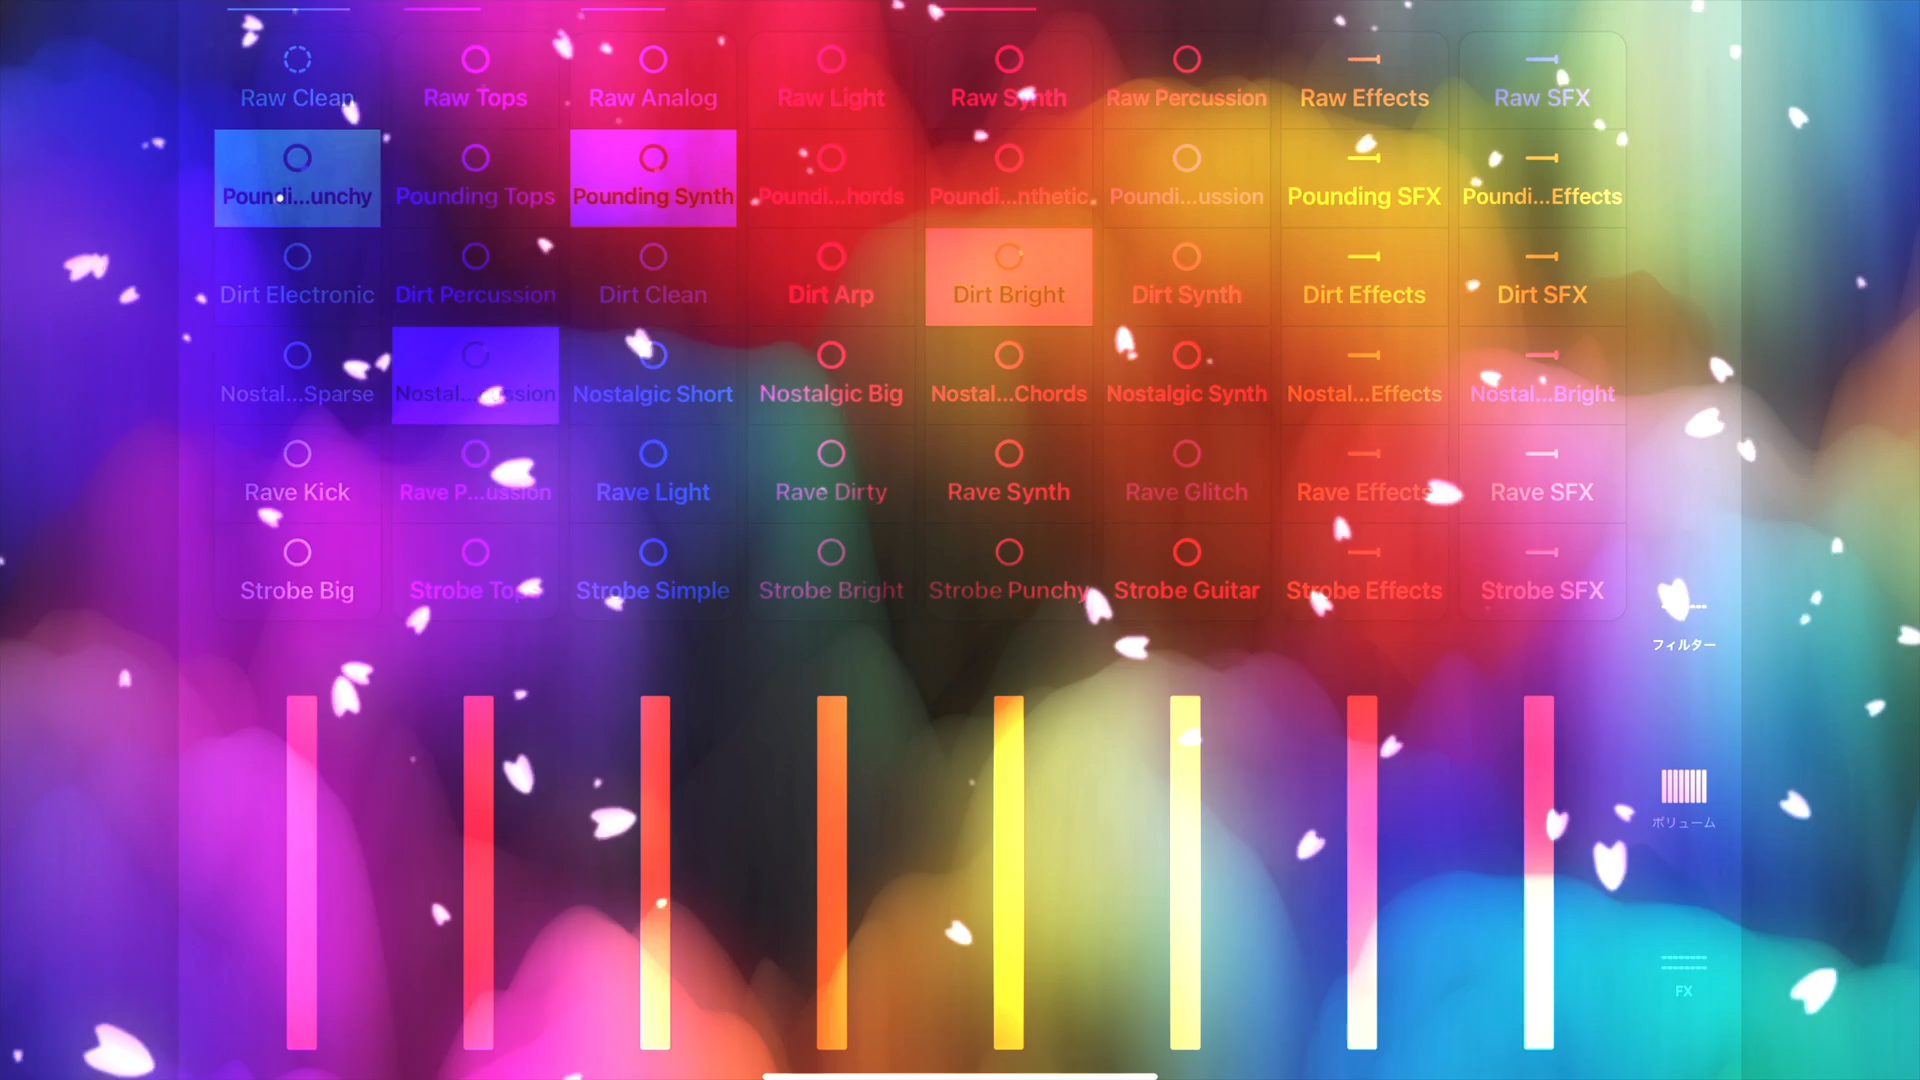 Raw Clean Raw Tops Raw Analog Raw Light Raw Synth Raw Percussion Raw Effects Raw SFX
Poundi...unchy Pounding Tops Pounding Synth Poundi...hords Poundi...nthetic Poundi...ussion Pounding SFX Poundi...Effects
Dirt Electronic Dirt Percussion Dirt Clean Dirt Arp Dirt Bright Dirt Synth Dirt Effects Dirt SFX
Nostal...Sparse Nostal...ussion Nostalgic Short Nostalgic Big Nostal...Chords Nostalgic Synth Nostal...Effects Nostal...Bright
Rave Kick Rave P...ussion Rave Light Rave Dirty Rave Synth Rave Glitch Rave Effects Rave SFX
Strobe Big Strobe Tops Strobe Simple Strobe Bright Strobe Punchy Strobe Guitar Strobe Effects Strobe SFX
フィルター
ボリューム
FX